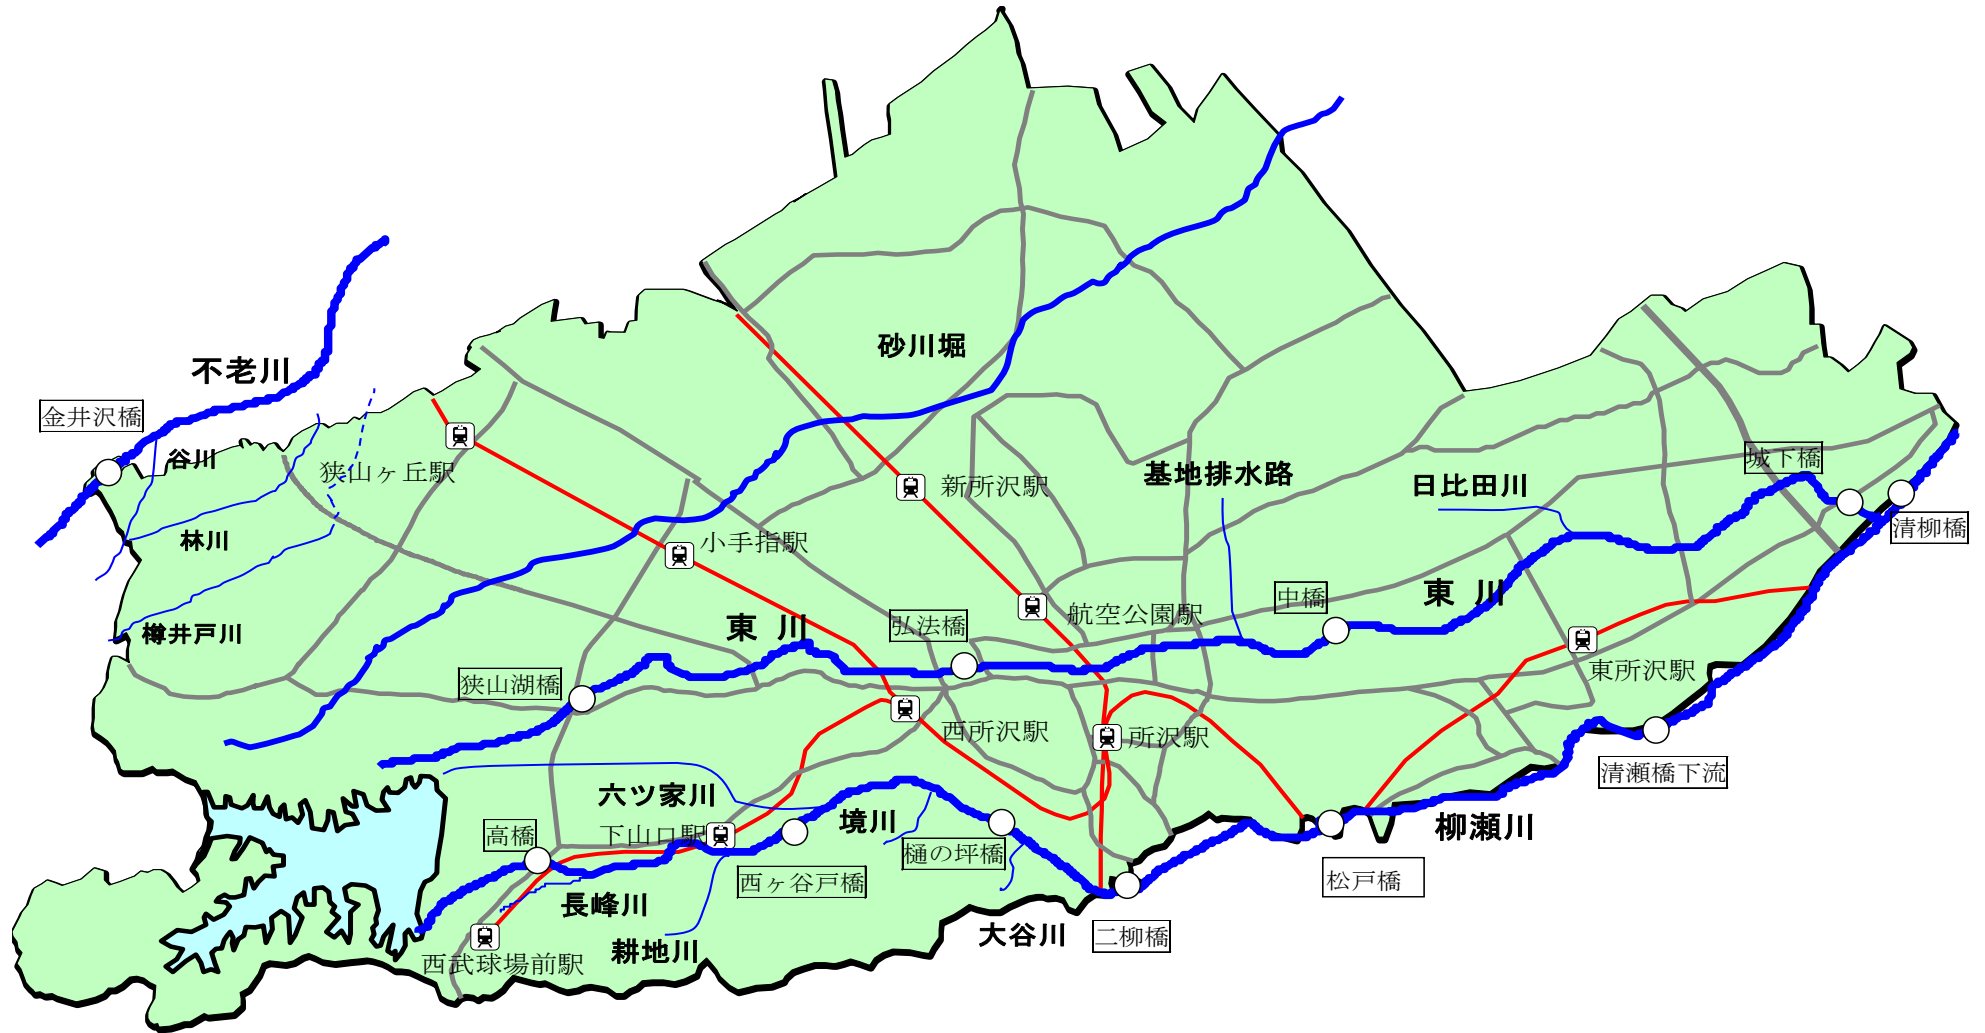 砂川堀
不老川
金井沢橋
谷川
狭山ヶ丘駅
新所沢駅
基地排水路
日比田川
城下橋
清柳橋
林川
小手指駅
樽井戸川
東 川
弘法橋
航空公園駅
中橋
東 川
狭山湖橋
東所沢駅
西所沢駅
所沢駅
清瀬橋下流
六ツ家川
下山口駅
境川
高橋
樋の坪橋
柳瀬川
西ヶ谷戸橋
松戸橋
長峰川
大谷川
二柳橋
耕地川
西武球場前駅